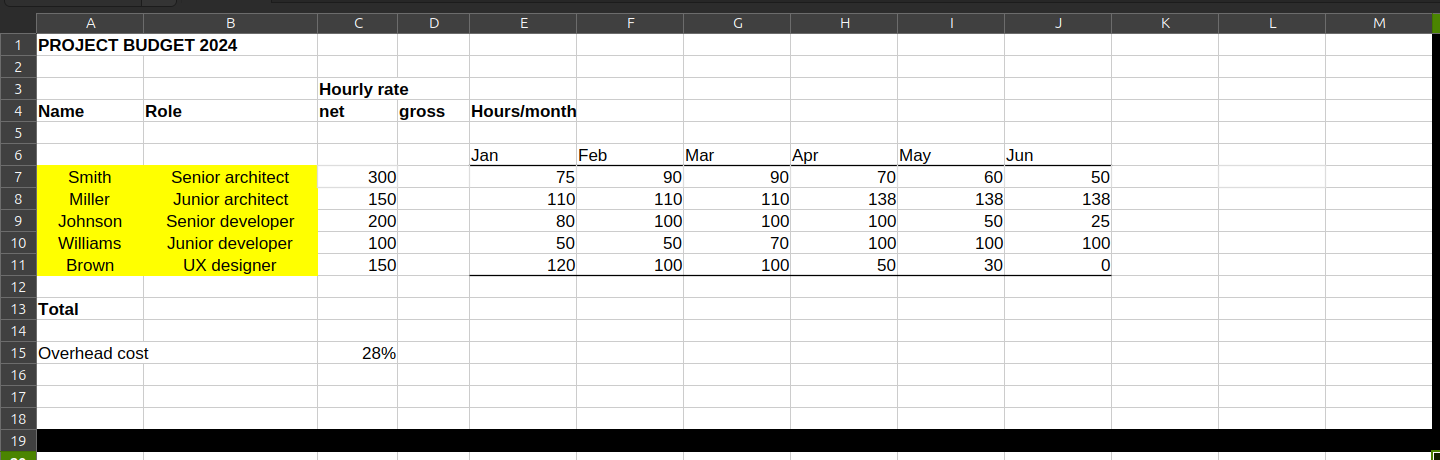 A B C D E F G H I J K L M
1 PROJECT BUDGET 2024
2
3 Hourly rate
4 Name Role net gross Hours/month
5
6 Jan Feb Mar Apr May Jun
7 Smith Senior architect 300 75 90 90 70 60 50
8 Miller Junior architect 150 110 110 110 138 138 138
9 Johnson Senior developer 200 80 100 100 100 50 25
10 Williams Junior developer 100 50 50 70 100 100 100
11 Brown UX designer 150 120 100 100 50 30 0
12
13 Total
14
15 Overhead cost 28%
16
17
18
19